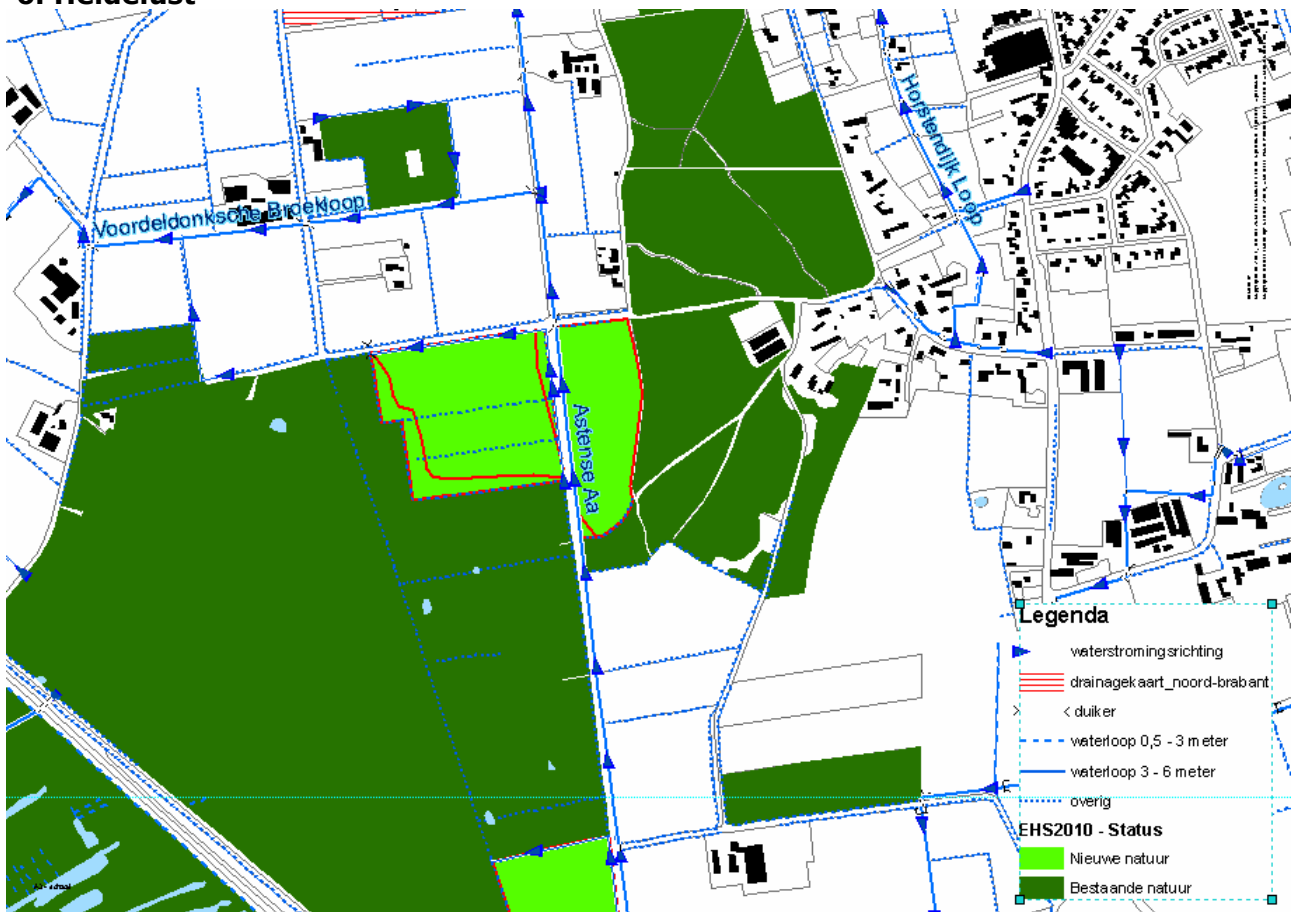 Horstendijk Loop
Voordeldonksche Broekloop
Astense Aa
Legenda
waterstromingsrichting
drainagekaart_noord-brabant
duiker
waterloop 0,5 - 3 meter
waterloop 3 - 6 meter
overig
EHS2010 - Status
Nieuwe natuur
Bestaande natuur